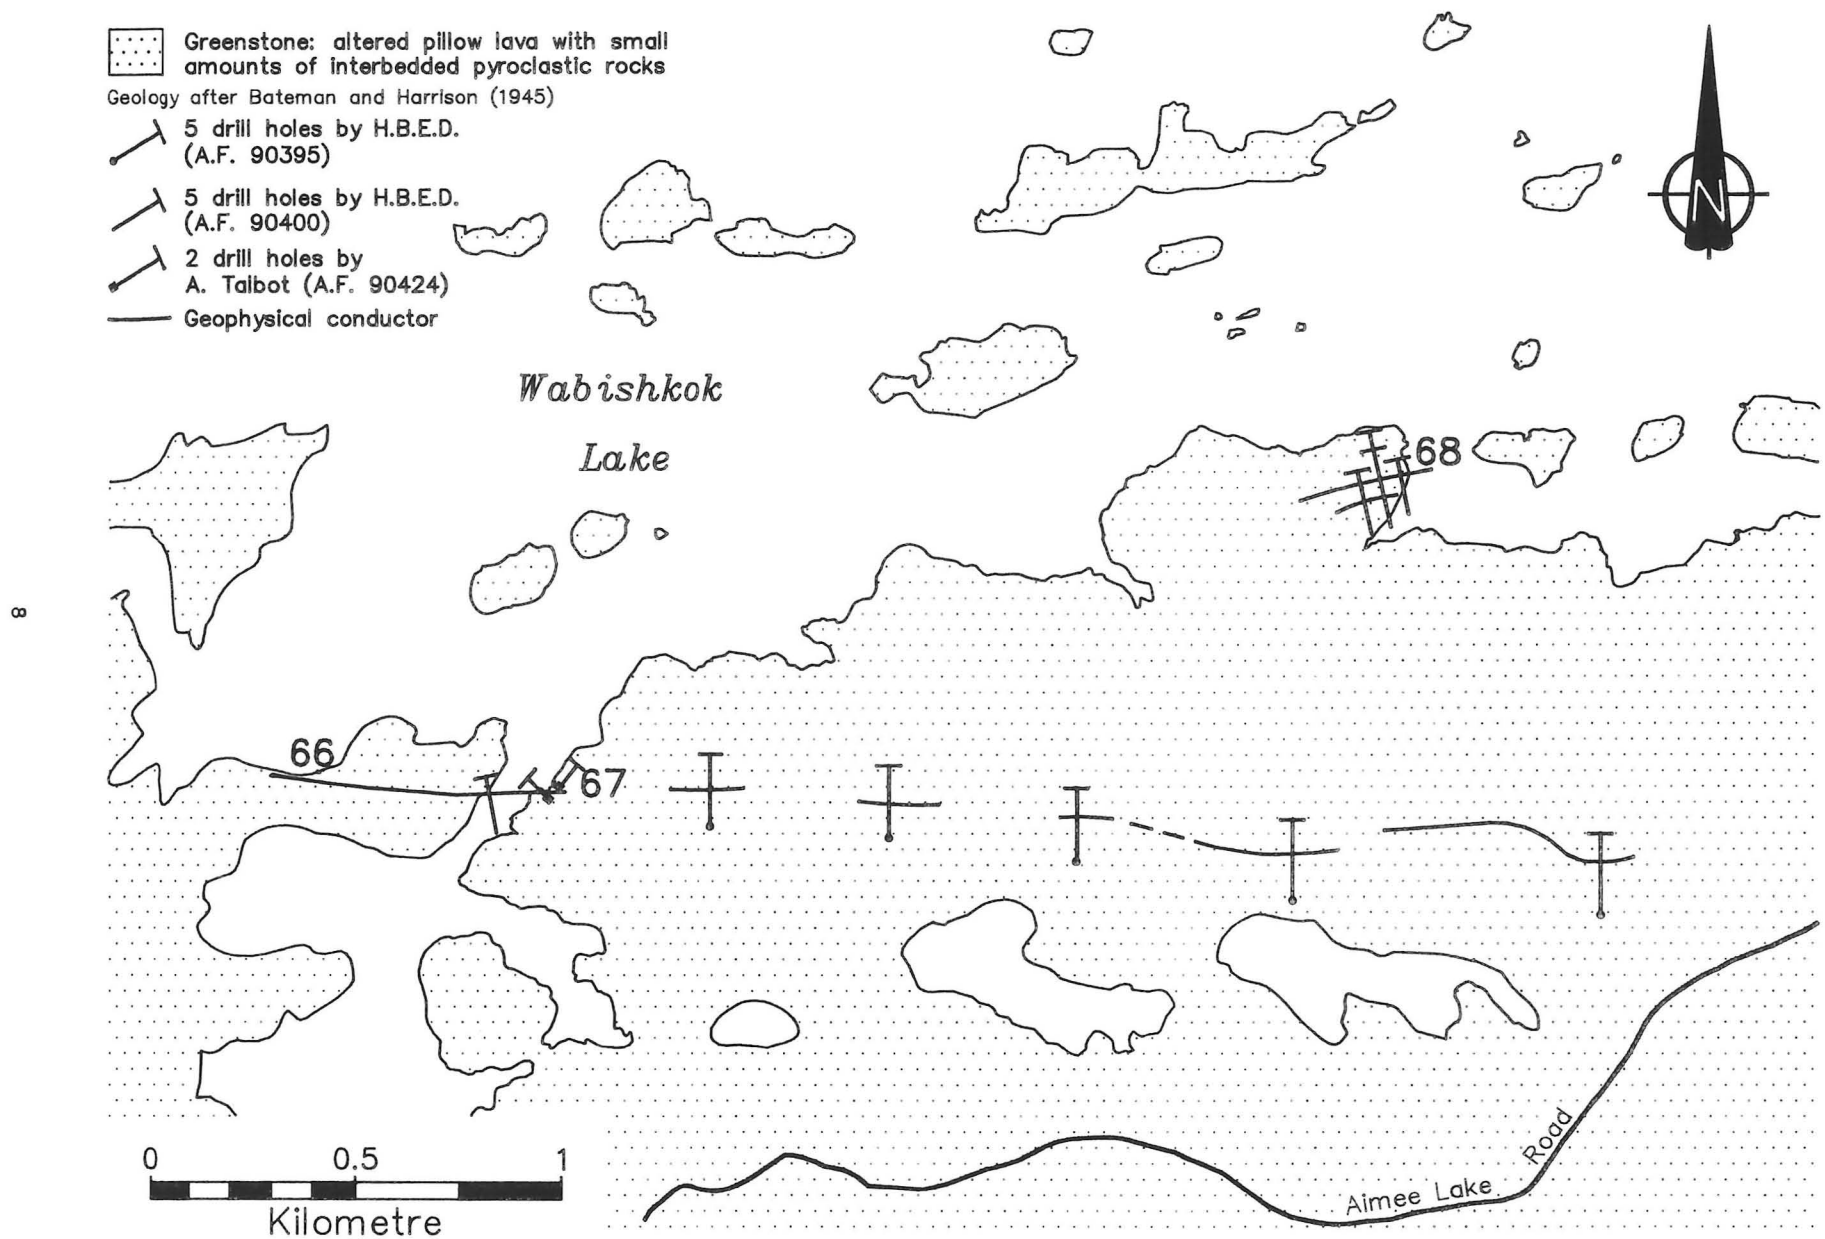 Greenstone: altered pillow lava with small
amounts of interbedded pyroclastic rocks
Geology after Bateman and Harrison (1945)
5 drill holes by H.B.E.D.
(A.F. 90395)
5 drill holes by H.B.E.D.
(A.F. 90400)
2 drill holes by
A. Talbot (A.F. 90424)
Geophysical conductor
N
Wabishkok
Lake
68
8
66
67
0 0.5 1
Kilometre
Road
Aimee Lake